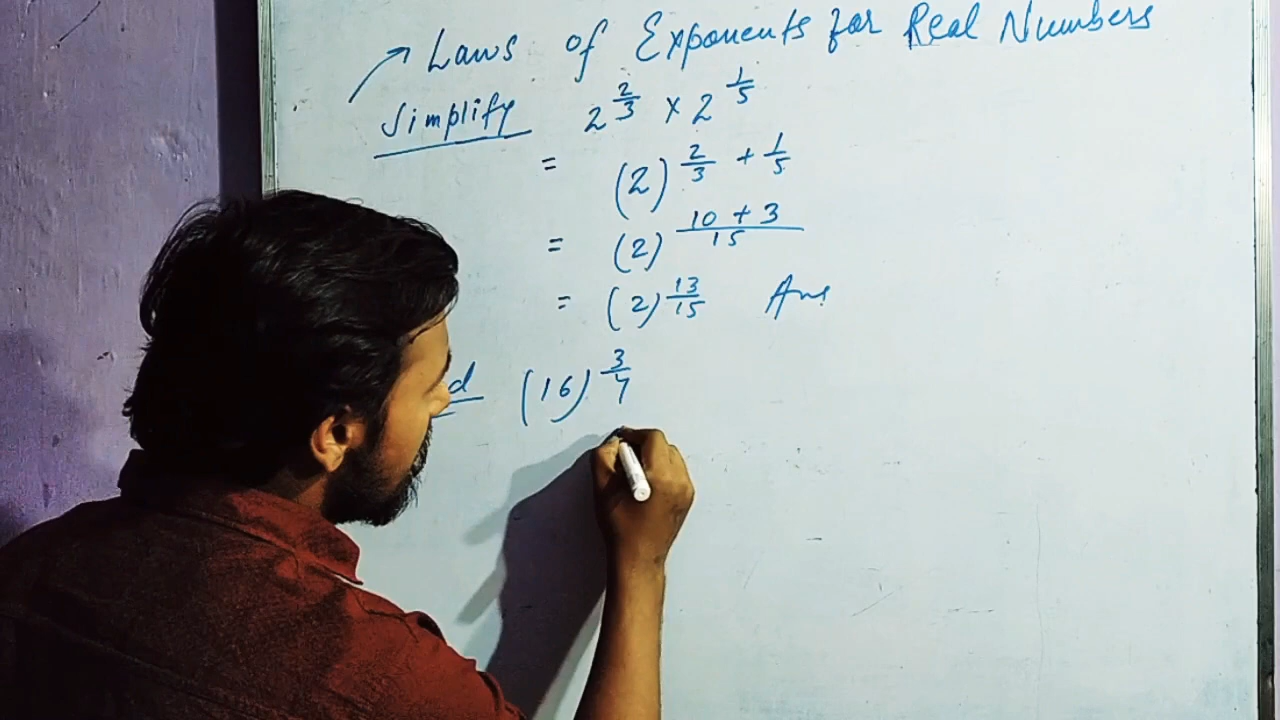 → Laws of Exponents for Real Numbers
Simplify 2^(2/3) × 2^(1/5)
= (2)^(2/3 + 1/5)
= (2)^((10 + 3)/15)
= (2)^(13/15) Ans
(16)^(3/4)